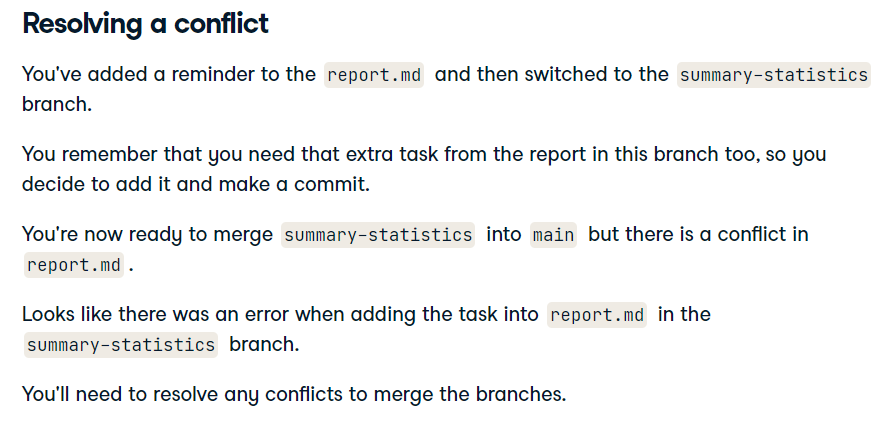 Resolving a conflict
You've added a reminder to the report.md and then switched to the summary-statistics
branch.
You remember that you need that extra task from the report in this branch too, so you
decide to add it and make a commit.
You're now ready to merge summary-statistics into main but there is a conflict in
report.md.
Looks like there was an error when adding the task into report.md in the
summary-statistics branch.
You'll need to resolve any conflicts to merge the branches.